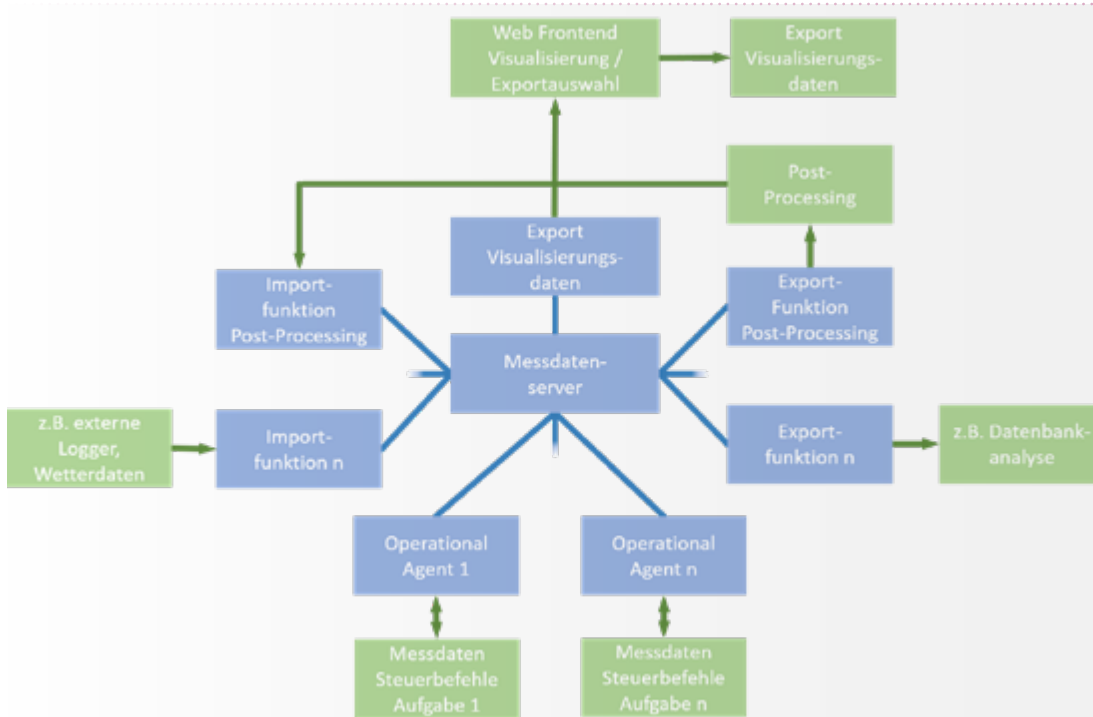 Web Frontend
Visualisierung /
Exportauswahl
Export
Visualisierungs-
daten
Post-
Processing
Export
Visualisierungs-
daten
Import-
funktion
Post-Processing
Export-
Funktion
Post-Processing
Messdaten-
server
z.B. externe
Logger,
Wetterdaten
Import-
funktion n
Export-
funktion n
z.B. Datenbank-
analyse
Operational
Agent 1
Operational
Agent n
Messdaten
Steuerbefehle
Aufgabe 1
Messdaten
Steuerbefehle
Aufgabe n